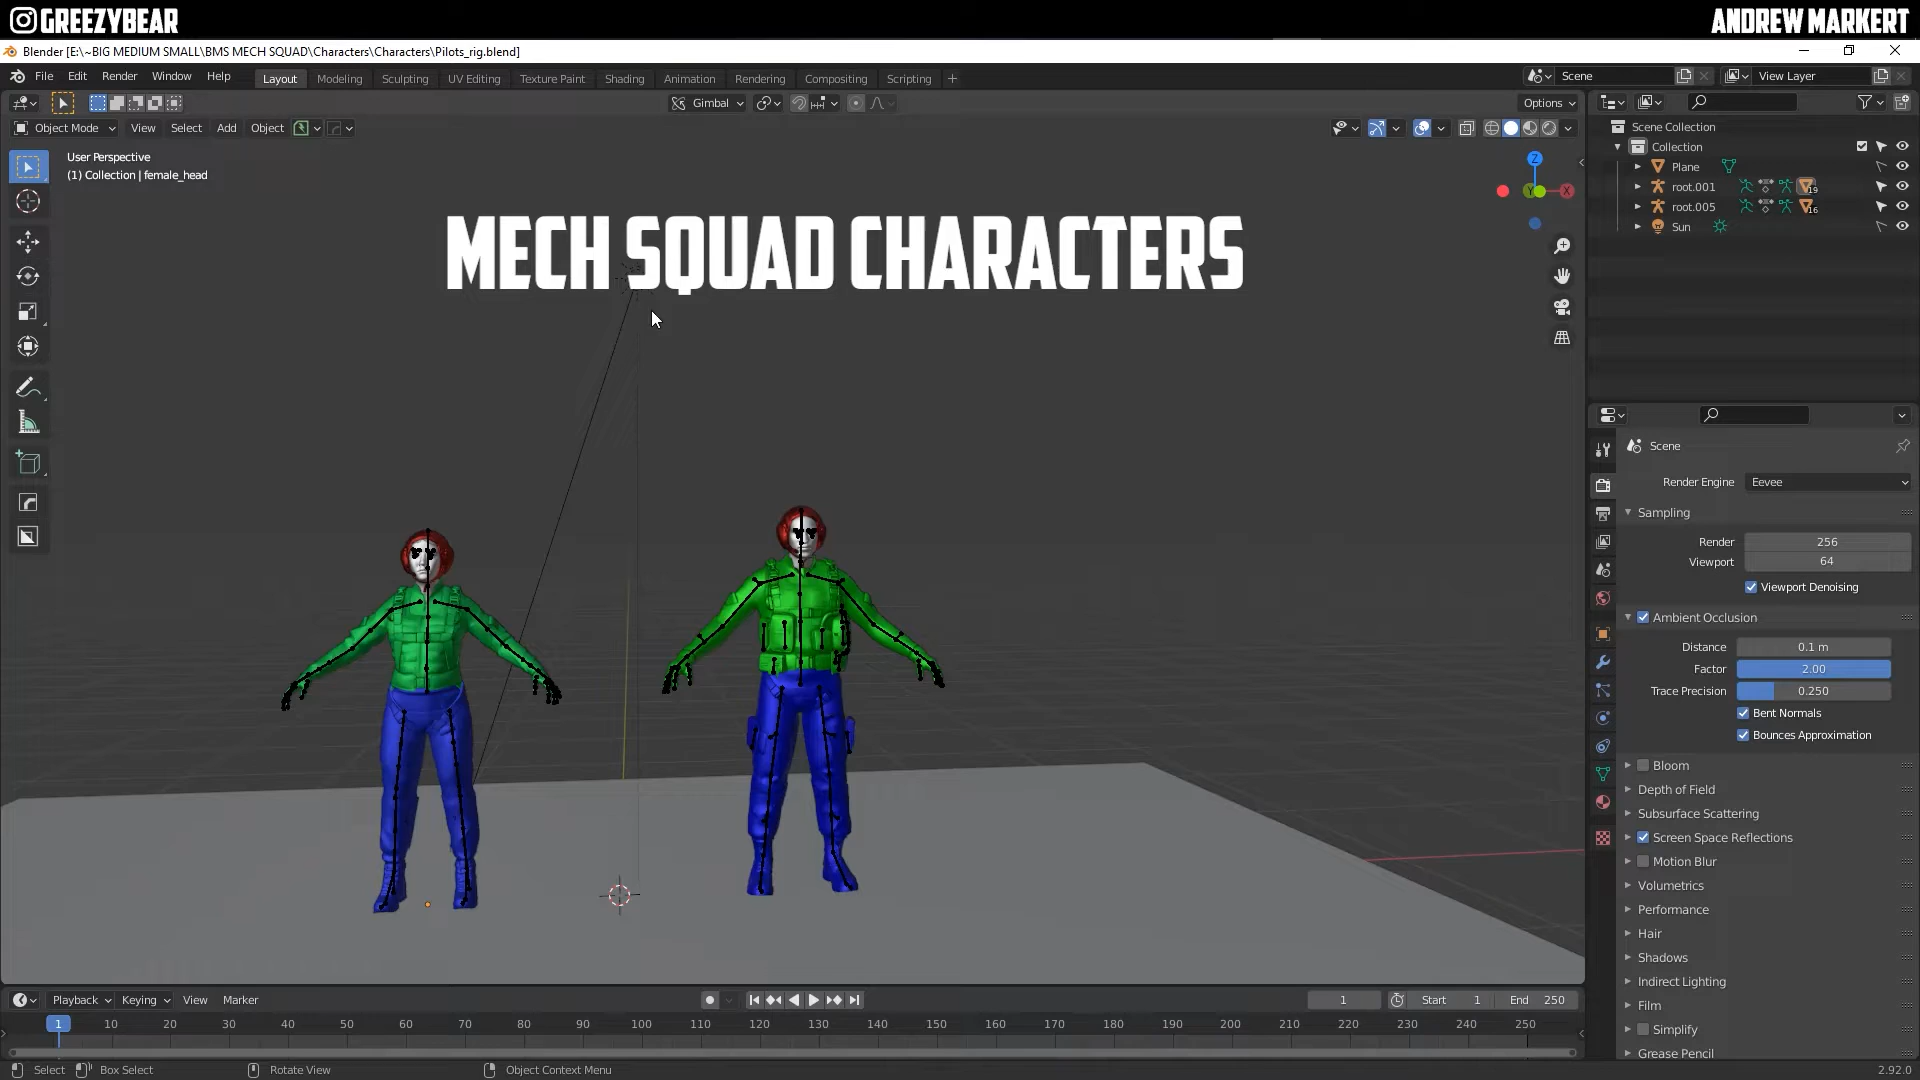 GREEZYBEAR
ANDREW MARKERT
Blender [E:\~BIG MEDIUM SMALL\BMS MECH SQUAD\Characters\Characters\Pilots_rig.blend]
File Edit Render Window Help Layout Modeling Sculpting UV Editing Texture Paint Shading Animation Rendering Compositing Scripting + Scene View Layer
Gimbal Options
Object Mode View Select Add Object
User Perspective
(1) Collection | female_head
MECH SQUAD CHARACTERS
Z
Y X
Scene Collection
Collection
Plane
root.001 19
root.005 16
Sun
Scene
Render Engine Eevee
Sampling
Render 256
Viewport 64
Viewport Denoising
Ambient Occlusion
Distance 0.1 m
Factor 2.00
Trace Precision 0.250
Bent Normals
Bounces Approximation
Bloom
Depth of Field
Subsurface Scattering
Screen Space Reflections
Motion Blur
Volumetrics
Performance
Hair
Shadows
Indirect Lighting
Film
Simplify
Grease Pencil
Playback Keying View Marker 1 Start 1 End 250
1 10 20 30 40 50 60 70 80 90 100 110 120 130 140 150 160 170 180 190 200 210 220 230 240 250
Select Box Select Rotate View Object Context Menu 2.92.0